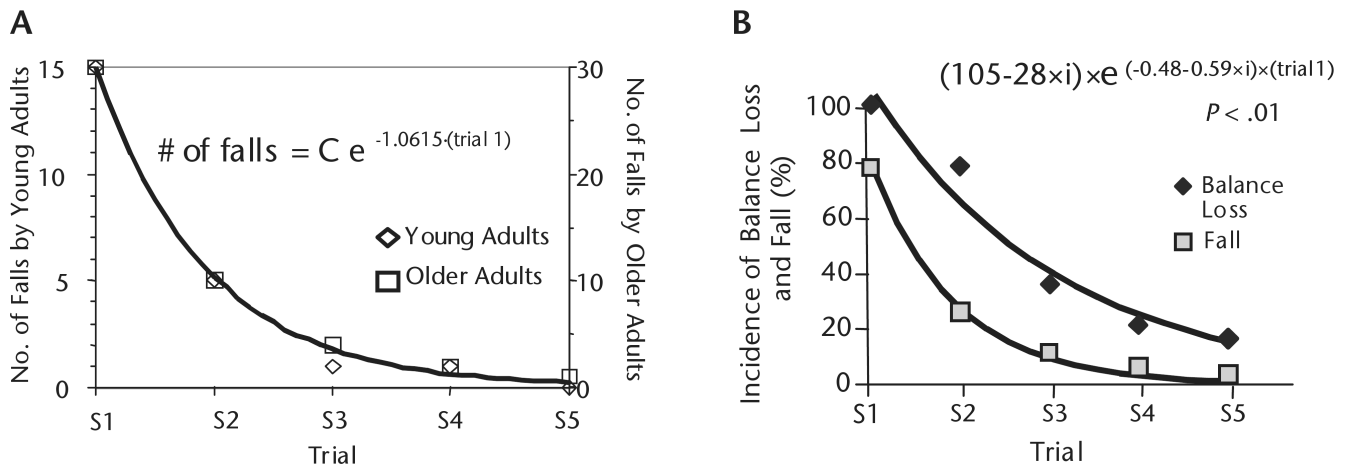 A
No. of Falls by Young Adults
15
10
5
0
# of falls = C e -1.0615·(trial 1)
Young Adults
Older Adults
30
20
10
0
No. of Falls by Older Adults
S1 S2 S3 S4 S5
Trial
B
(105-28×i)×e (-0.48-0.59×i)×(trial1)
P < .01
Incidence of Balance Loss
and Fall (%)
100
80
60
40
20
0
Balance
Loss
Fall
S1 S2 S3 S4 S5
Trial